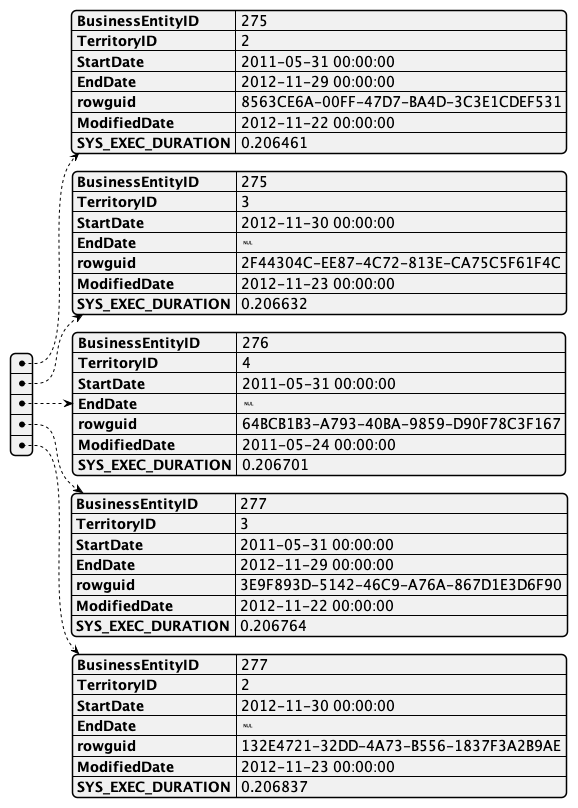 BusinessEntityID 275
TerritoryID 2
StartDate 2011-05-31 00:00:00
EndDate 2012-11-29 00:00:00
rowguid 8563CE6A-00FF-47D7-BA4D-3C3E1CDEF531
ModifiedDate 2012-11-22 00:00:00
SYS_EXEC_DURATION 0.206461
BusinessEntityID 275
TerritoryID 3
StartDate 2012-11-30 00:00:00
EndDate NUL
rowguid 2F44304C-EE87-4C72-813E-CA75C5F61F4C
ModifiedDate 2012-11-23 00:00:00
SYS_EXEC_DURATION 0.206632
BusinessEntityID 276
TerritoryID 4
StartDate 2011-05-31 00:00:00
EndDate NUL
rowguid 64BCB1B3-A793-40BA-9859-D90F78C3F167
ModifiedDate 2011-05-24 00:00:00
SYS_EXEC_DURATION 0.206701
BusinessEntityID 277
TerritoryID 3
StartDate 2011-05-31 00:00:00
EndDate 2012-11-29 00:00:00
rowguid 3E9F893D-5142-46C9-A76A-867D1E3D6F90
ModifiedDate 2012-11-22 00:00:00
SYS_EXEC_DURATION 0.206764
BusinessEntityID 277
TerritoryID 2
StartDate 2012-11-30 00:00:00
EndDate NUL
rowguid 132E4721-32DD-4A73-B556-1837F3A2B9AE
ModifiedDate 2012-11-23 00:00:00
SYS_EXEC_DURATION 0.206837